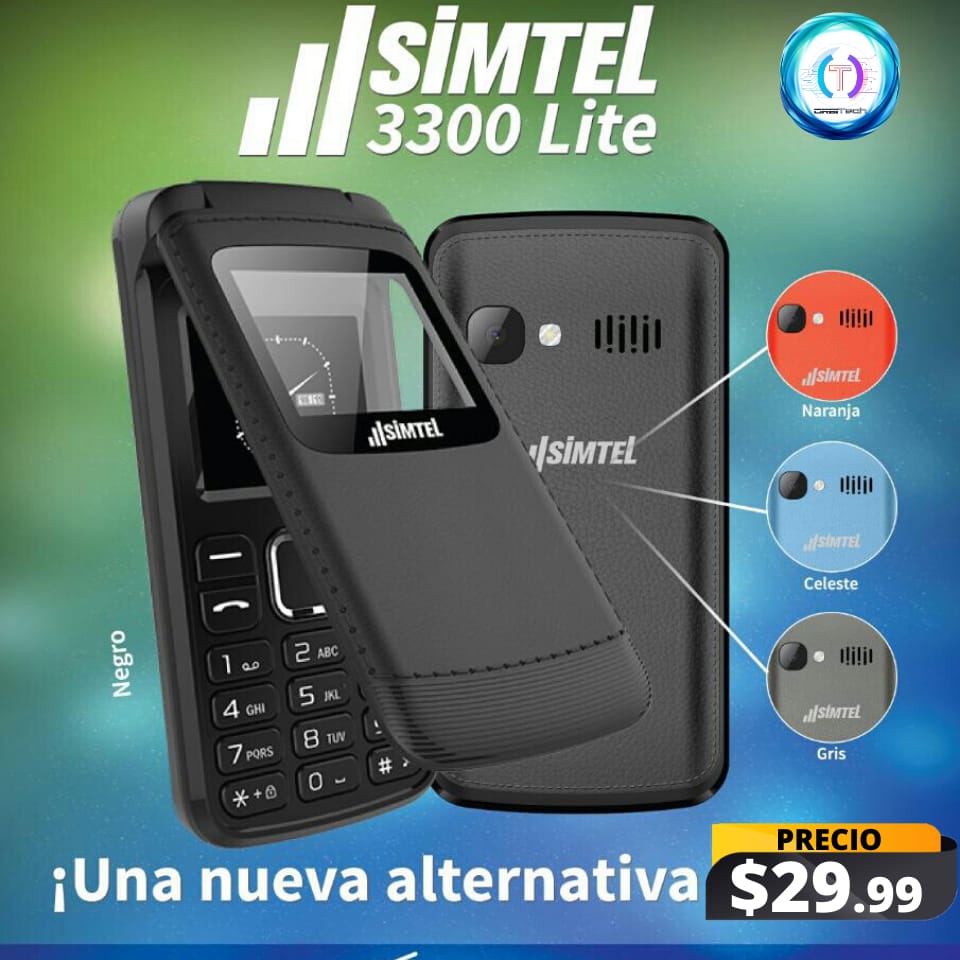 SIMTEL
3300 Lite
T
OrbiTech
SIMTEL
SIMTEL
SIMTEL
Naranja
SIMTEL
Celeste
SIMTEL
Gris
Negro
1
2 ABC
4 GHI
5 JKL
7 PQRS
8 TUV
* +
0
#
¡Una nueva alternativa
PRECIO
$29.99